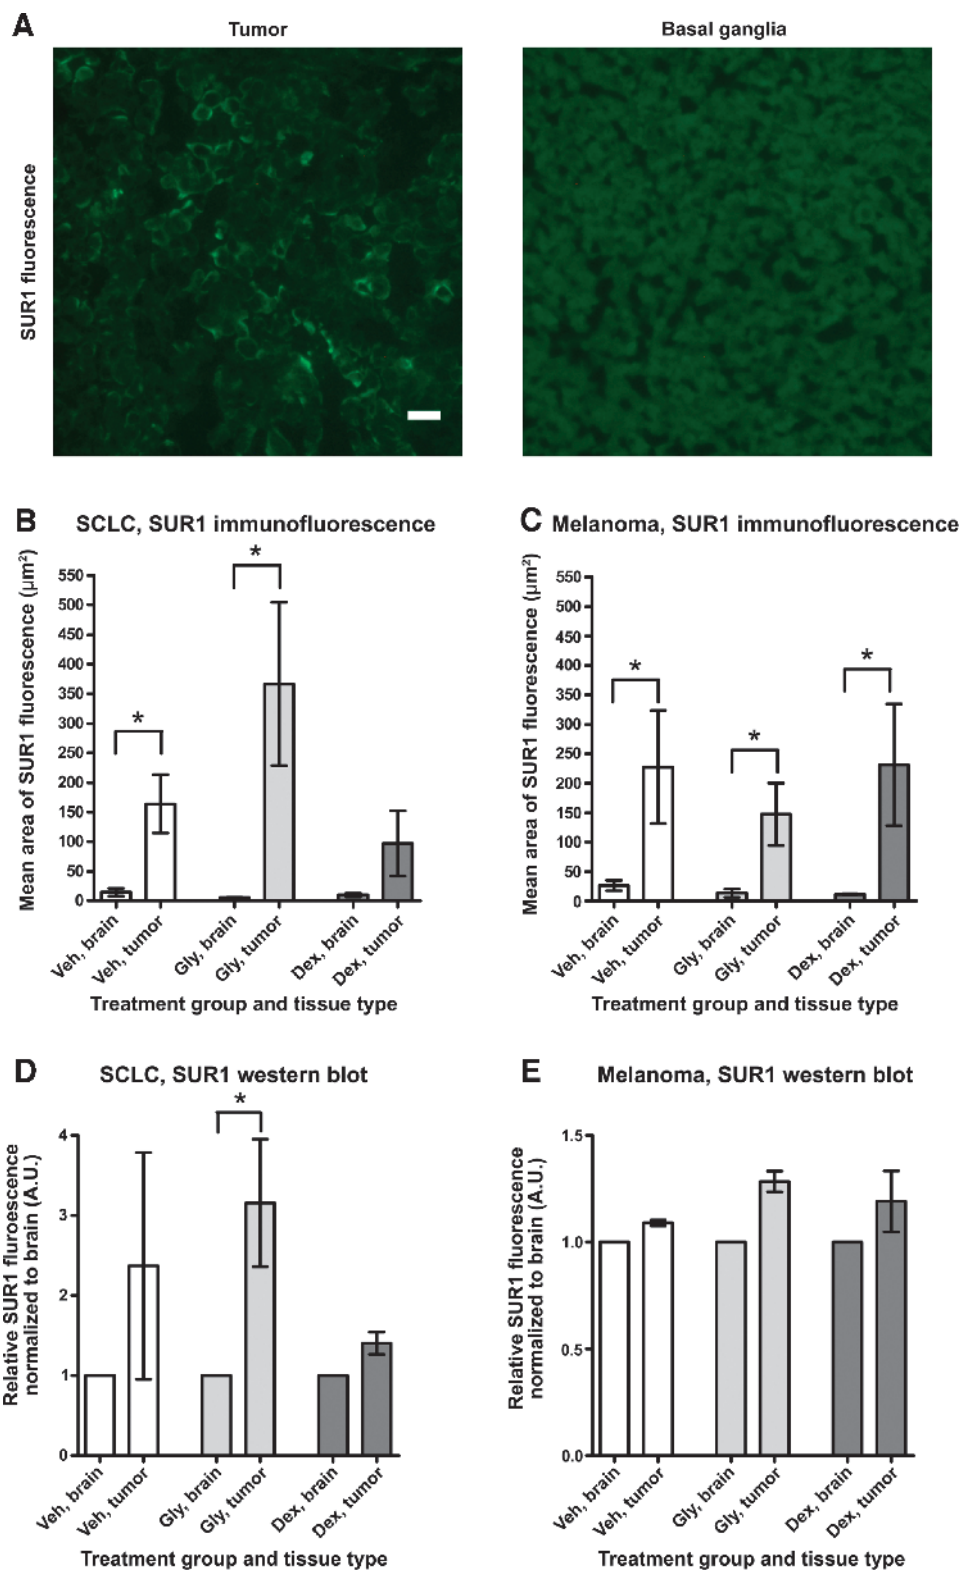 A
Tumor
Basal ganglia
SUR1 fluorescence
B
SCLC, SUR1 immunofluorescence
Mean area of SUR1 fluorescence (µm²)
550
500
450
400
350
300
250
200
150
100
50
0
*
*
Veh, brain
Veh, tumor
Gly, brain
Gly, tumor
Dex, brain
Dex, tumor
Treatment group and tissue type
C
Melanoma, SUR1 immunofluorescence
Mean area of SUR1 fluorescence (µm²)
550
500
450
400
350
300
250
200
150
100
50
0
*
*
*
Veh, brain
Veh, tumor
Gly, brain
Gly, tumor
Dex, brain
Dex, tumor
Treatment group and tissue type
D
SCLC, SUR1 western blot
Relative SUR1 fluroescence
normalized to brain (A.U.)
4
3
2
1
0
*
Veh, brain
Veh, tumor
Gly, brain
Gly, tumor
Dex, brain
Dex, tumor
Treatment group and tissue type
E
Melanoma, SUR1 western blot
Relative SUR1 fluorescence
normalized to brain (A.U.)
1.5
1.0
0.5
0.0
Veh, brain
Veh, tumor
Gly, brain
Gly, tumor
Dex, brain
Dex, tumor
Treatment group and tissue type